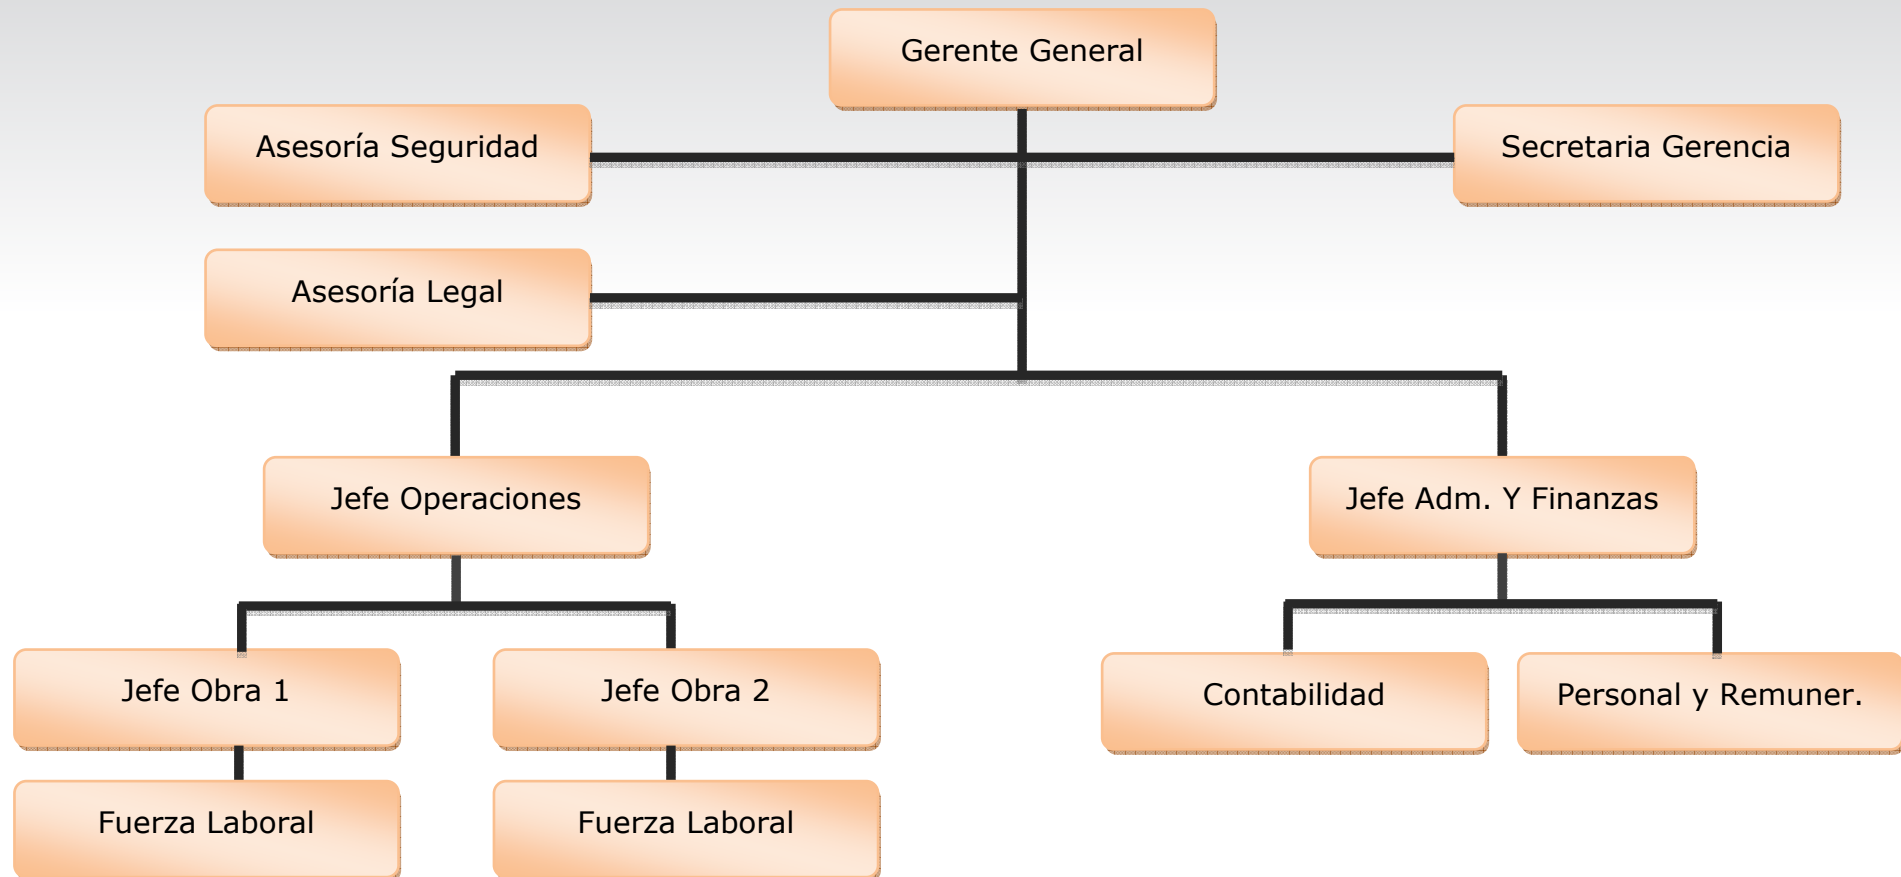 Gerente General
Asesoría Seguridad
Secretaria Gerencia
Asesoría Legal
Jefe Operaciones
Jefe Adm. Y Finanzas
Jefe Obra 1
Jefe Obra 2
Contabilidad
Personal y Remuner.
Fuerza Laboral
Fuerza Laboral